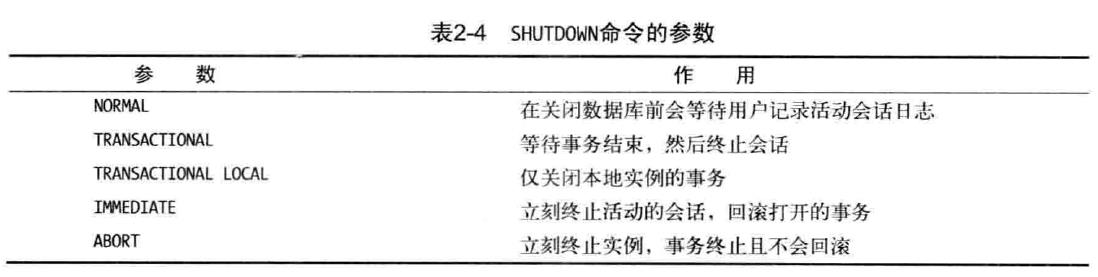 表2-4 SHUTDOWN命令的参数
参 数 作 用
NORMAL 在关闭数据库前会等待用户记录活动会话日志
TRANSACTIONAL 等待事务结束，然后终止会话
TRANSACTIONAL LOCAL 仅关闭本地实例的事务
IMMEDIATE 立刻终止活动的会话，回滚打开的事务
ABORT 立刻终止实例，事务终止且不会回滚